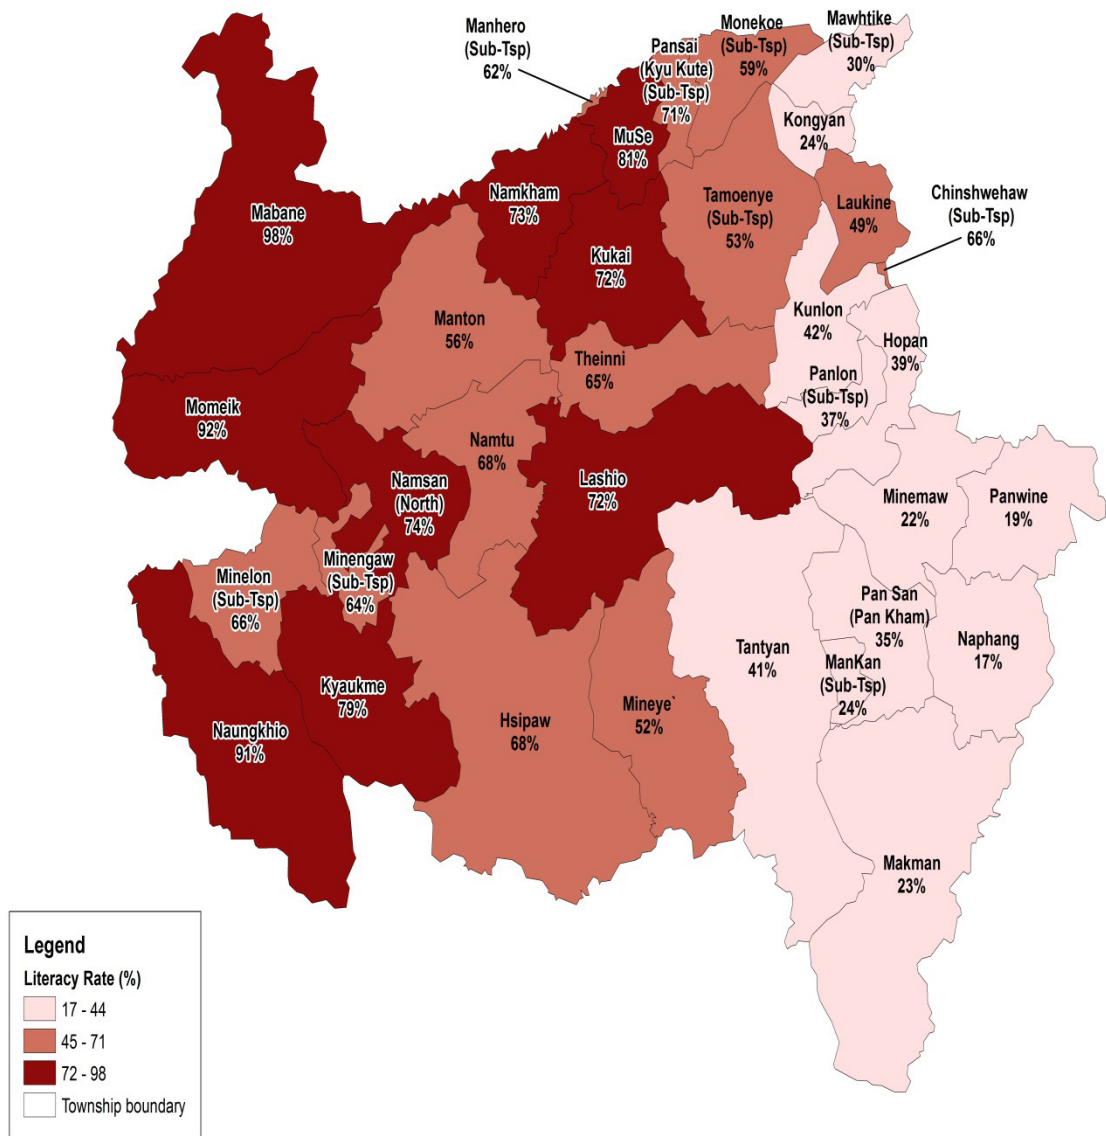 Manhero
(Sub-Tsp)
62%
Pansai
(Kyu Kute)
(Sub-Tsp)
71%
Monekoe
(Sub-Tsp)
59%
Mawhtike
(Sub-Tsp)
30%
Kongyan
24%
MuSe
81%
Namkham
73%
Mabane
98%
Tamoenye
(Sub-Tsp)
53%
Laukine
49%
Chinshwehaw
(Sub-Tsp)
66%
Kukai
72%
Manton
56%
Kunlon
42%
Hopan
39%
Theinni
65%
Panlon
(Sub-Tsp)
37%
Momeik
92%
Namtu
68%
Namsan
(North)
74%
Lashio
72%
Minemaw
22%
Panwine
19%
Minengaw
(Sub-Tsp)
64%
Minelon
(Sub-Tsp)
66%
Pan San
(Pan Kham)
35%
Naphang
17%
Tantyan
41%
ManKan
(Sub-Tsp)
24%
Kyaukme
79%
Naungkhio
91%
Hsipaw
68%
Mineye`
52%
Makman
23%
Legend
Literacy Rate (%)
17 - 44
45 - 71
72 - 98
Township boundary